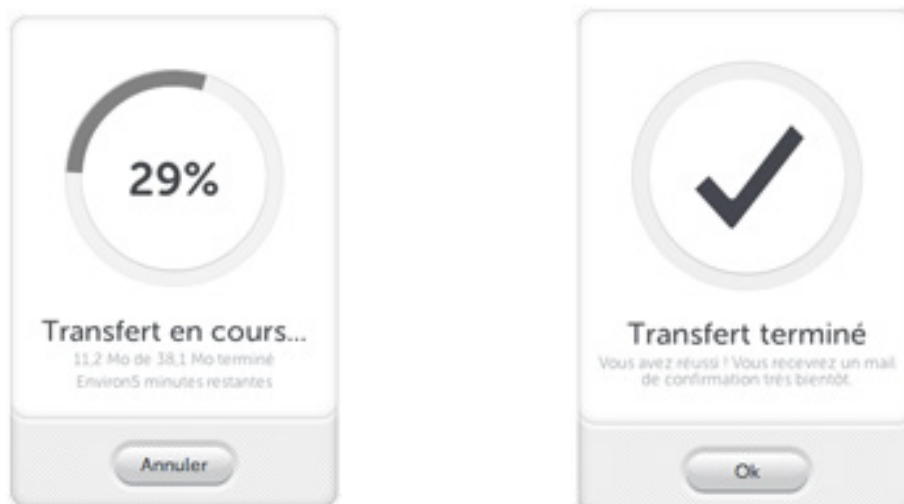 29%
Transfert en cours...
11,2 Mo de 38,1 Mo terminé
Environ5 minutes restantes
Annuler
Transfert terminé
Vous avez réussi ! Vous recevrez un mail
de confirmation très bientôt.
Ok